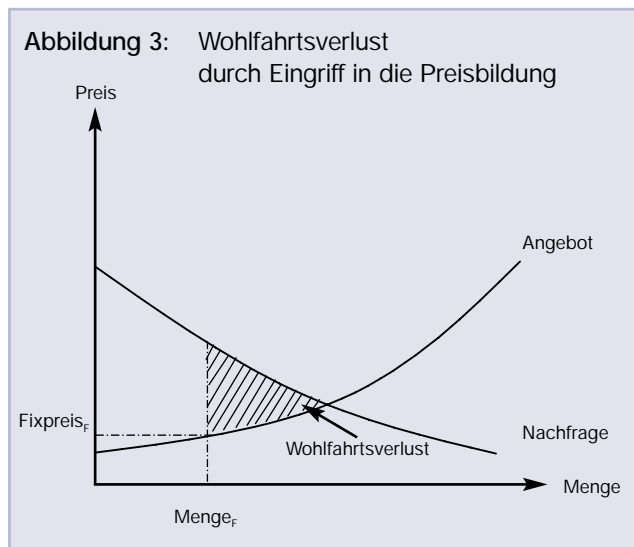 Abbildung 3: Wohlfahrtsverlust
durch Eingriff in die Preisbildung
Preis
Angebot
Fixpreis_F
Wohlfahrtsverlust
Nachfrage
Menge
Menge_F